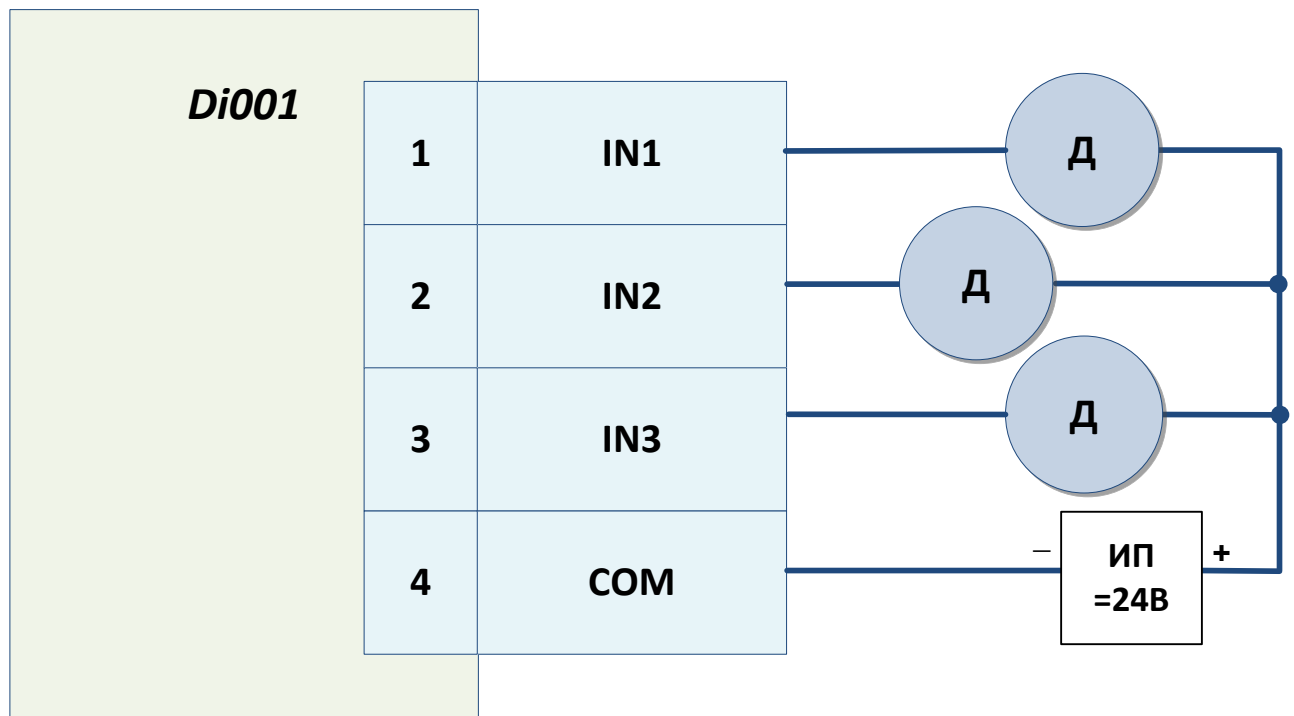 Di001
1 IN1 Д
2 IN2 Д
3 IN3 Д
4 COM – ИП +
=24В